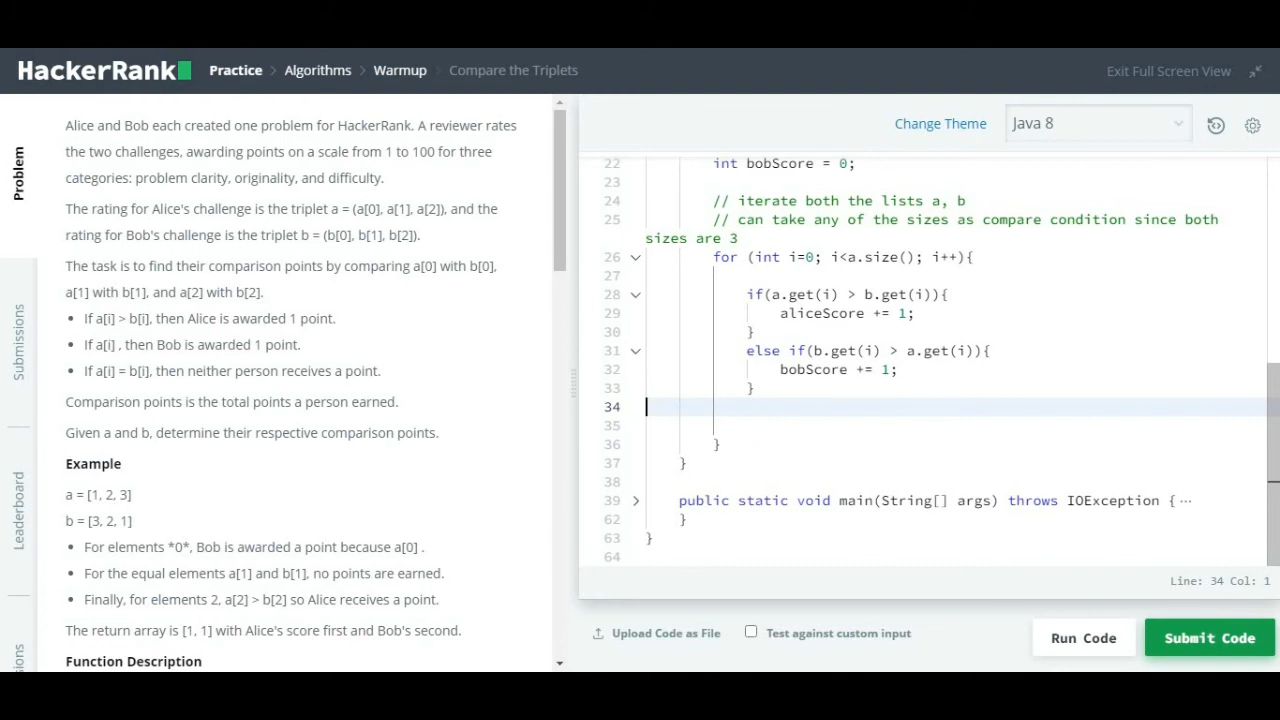 HackerRank
Practice > Algorithms > Warmup > Compare the Triplets
Exit Full Screen View
Problem
Submissions
Leaderboard
sions
Alice and Bob each created one problem for HackerRank. A reviewer rates
the two challenges, awarding points on a scale from 1 to 100 for three
categories: problem clarity, originality, and difficulty.
The rating for Alice's challenge is the triplet a = (a[0], a[1], a[2]), and the
rating for Bob's challenge is the triplet b = (b[0], b[1], b[2]).
The task is to find their comparison points by comparing a[0] with b[0],
a[1] with b[1], and a[2] with b[2].
• If a[i] > b[i], then Alice is awarded 1 point.
• If a[i] , then Bob is awarded 1 point.
• If a[i] = b[i], then neither person receives a point.
Comparison points is the total points a person earned.
Given a and b, determine their respective comparison points.
Example
a = [1, 2, 3]
b = [3, 2, 1]
• For elements *0*, Bob is awarded a point because a[0] .
• For the equal elements a[1] and b[1], no points are earned.
• Finally, for elements 2, a[2] > b[2] so Alice receives a point.
The return array is [1, 1] with Alice's score first and Bob's second.
Function Description
Change Theme
Java 8
22 int bobScore = 0;
23
24 // iterate both the lists a, b
25 // can take any of the sizes as compare condition since both
sizes are 3
26 for (int i=0; i<a.size(); i++){
27
28 if(a.get(i) > b.get(i)){
29 aliceScore += 1;
30 }
31 else if(b.get(i) > a.get(i)){
32 bobScore += 1;
33 }
34
35
36 }
37 }
38
39 public static void main(String[] args) throws IOException {⋯
62 }
63 }
64
Line: 34 Col: 1
Upload Code as File
Test against custom input
Run Code
Submit Code